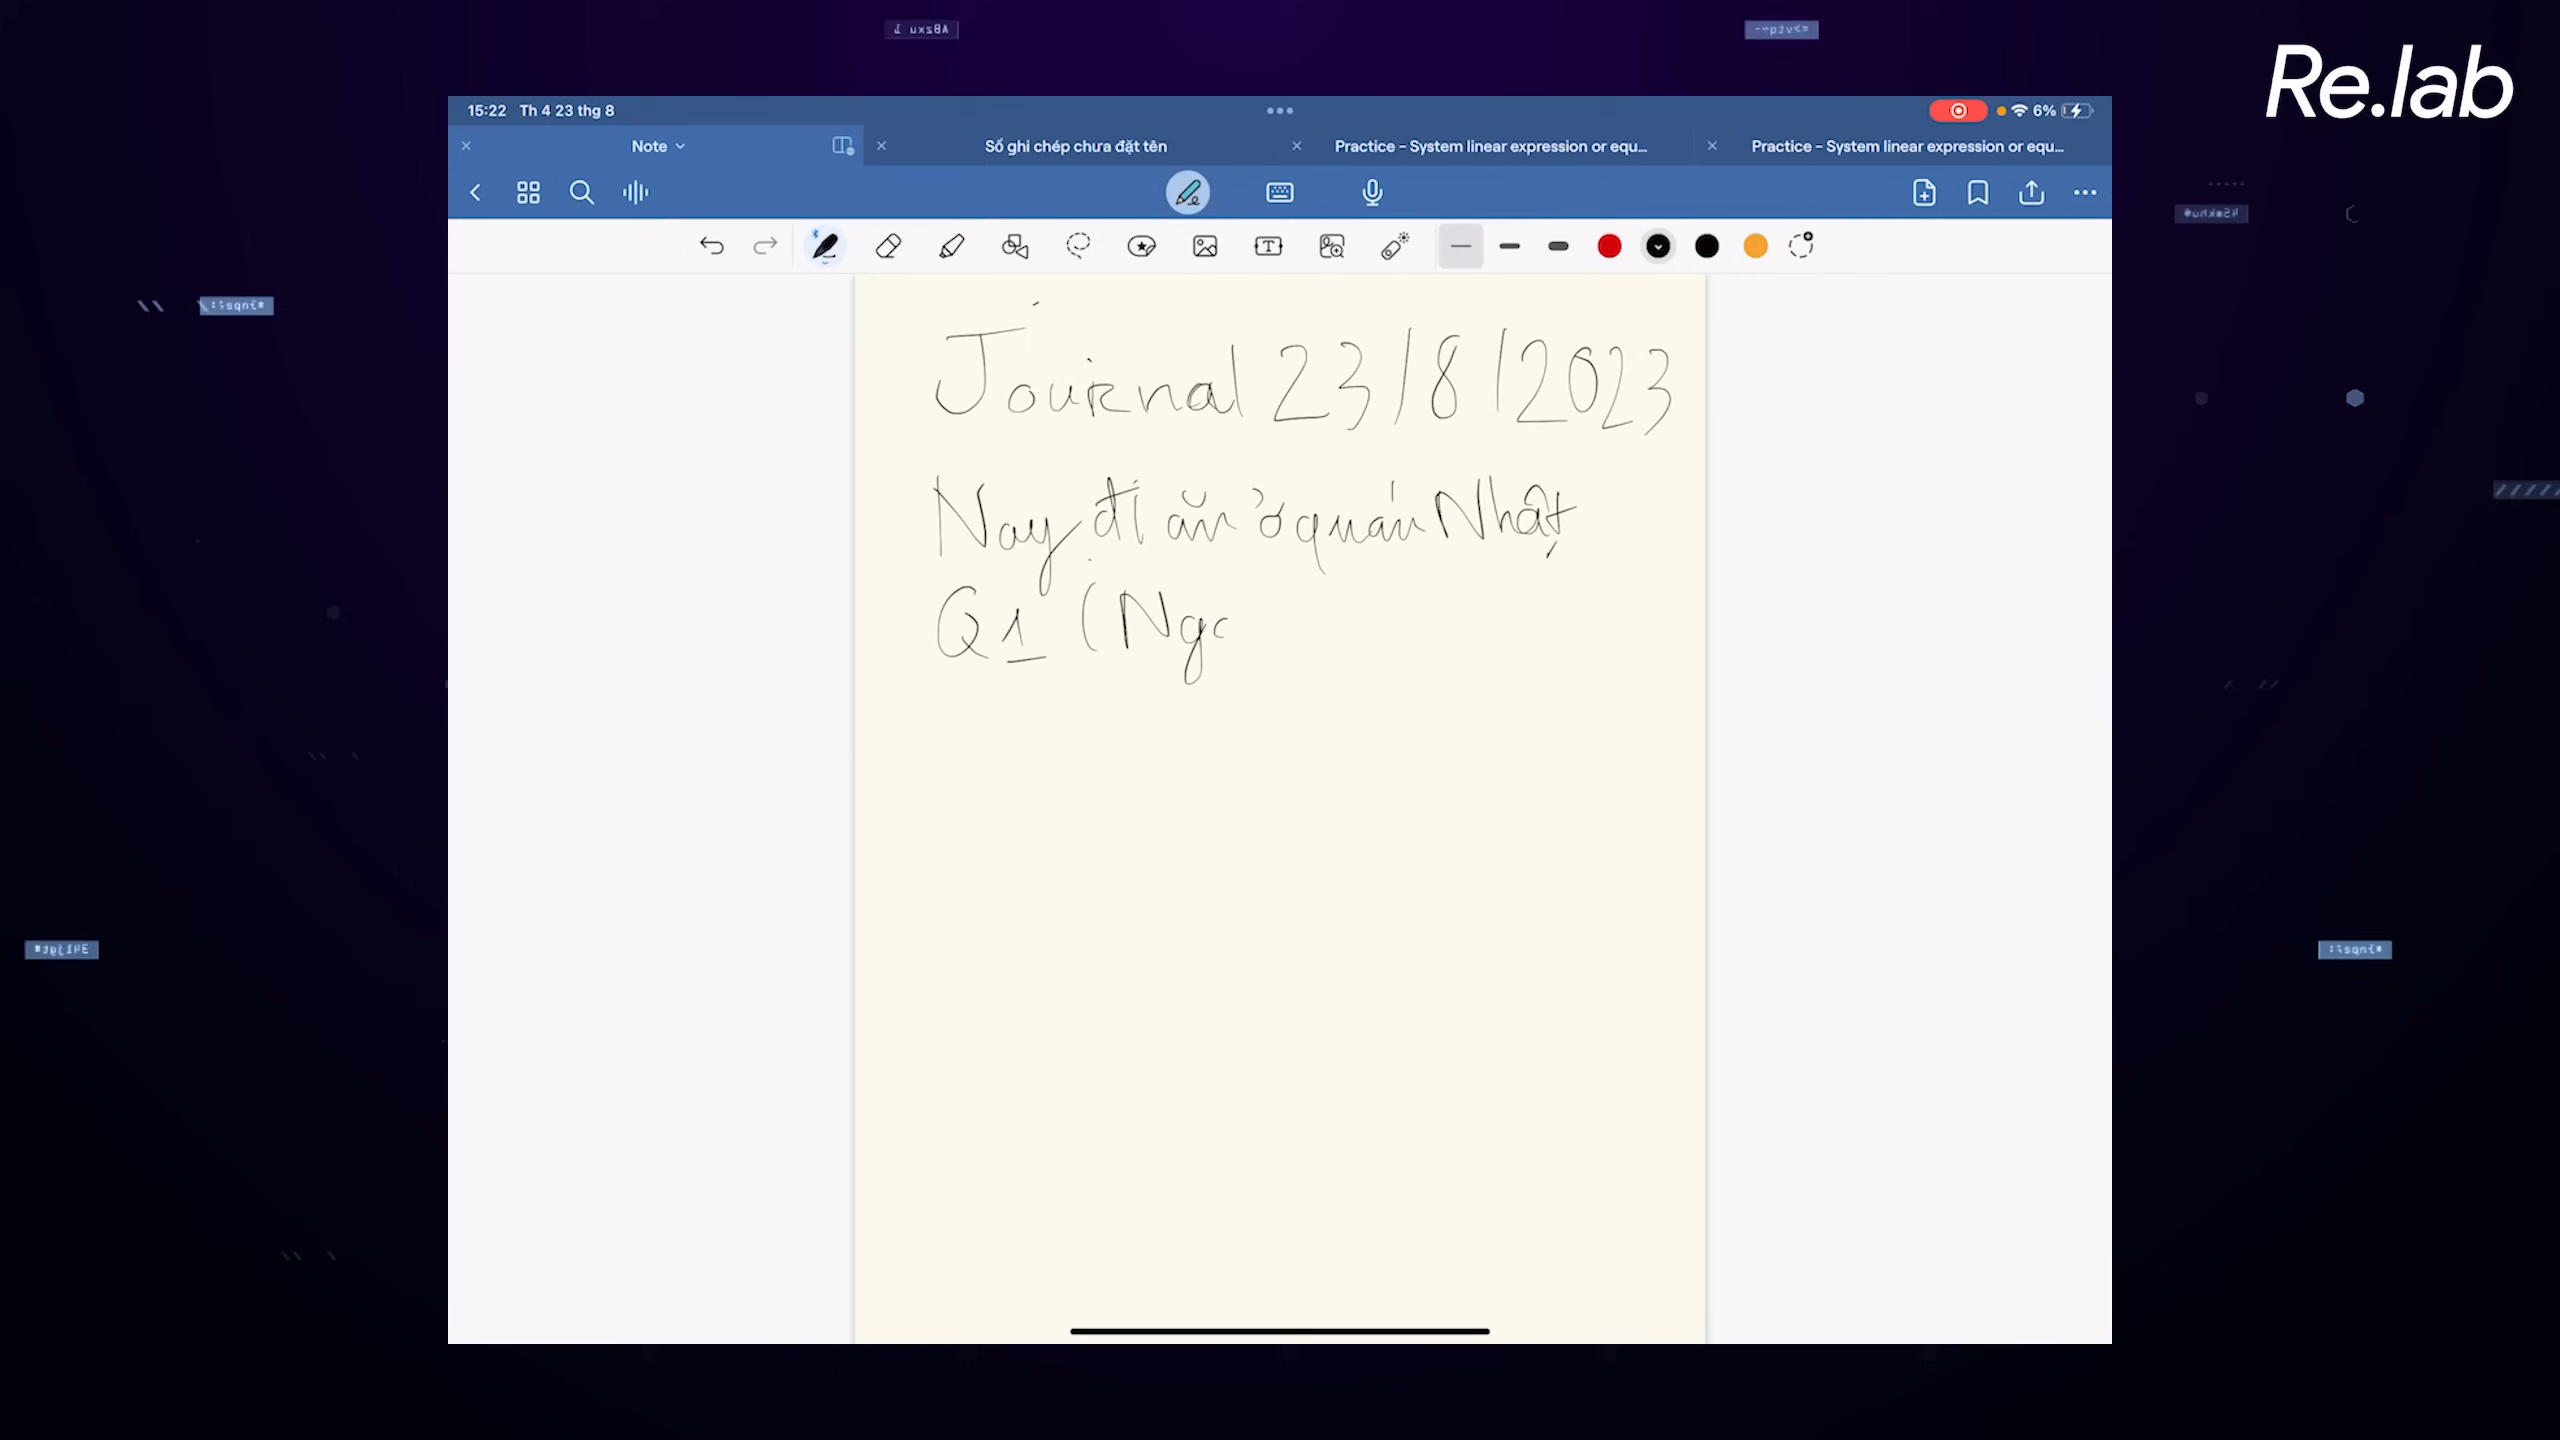 Re.lab
15:22 Th 4 23 thg 8
6%
Note
Sổ ghi chép chưa đặt tên
Practice - System linear expression or equ...
Practice - System linear expression or equ...
Journal 23/8/2023
Nay đi ăn ở quán Nhật
Q1 (Ngo